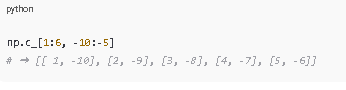 python
np.c_[1:6, -10:-5]
# → [[ 1, -10], [2, -9], [3, -8], [4, -7], [5, -6]]